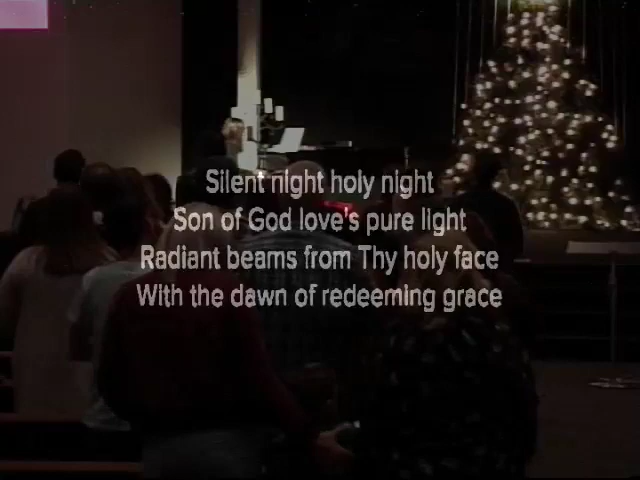 Silent night holy night
Son of God love's pure light
Radiant beams from Thy holy face
With the dawn of redeeming grace